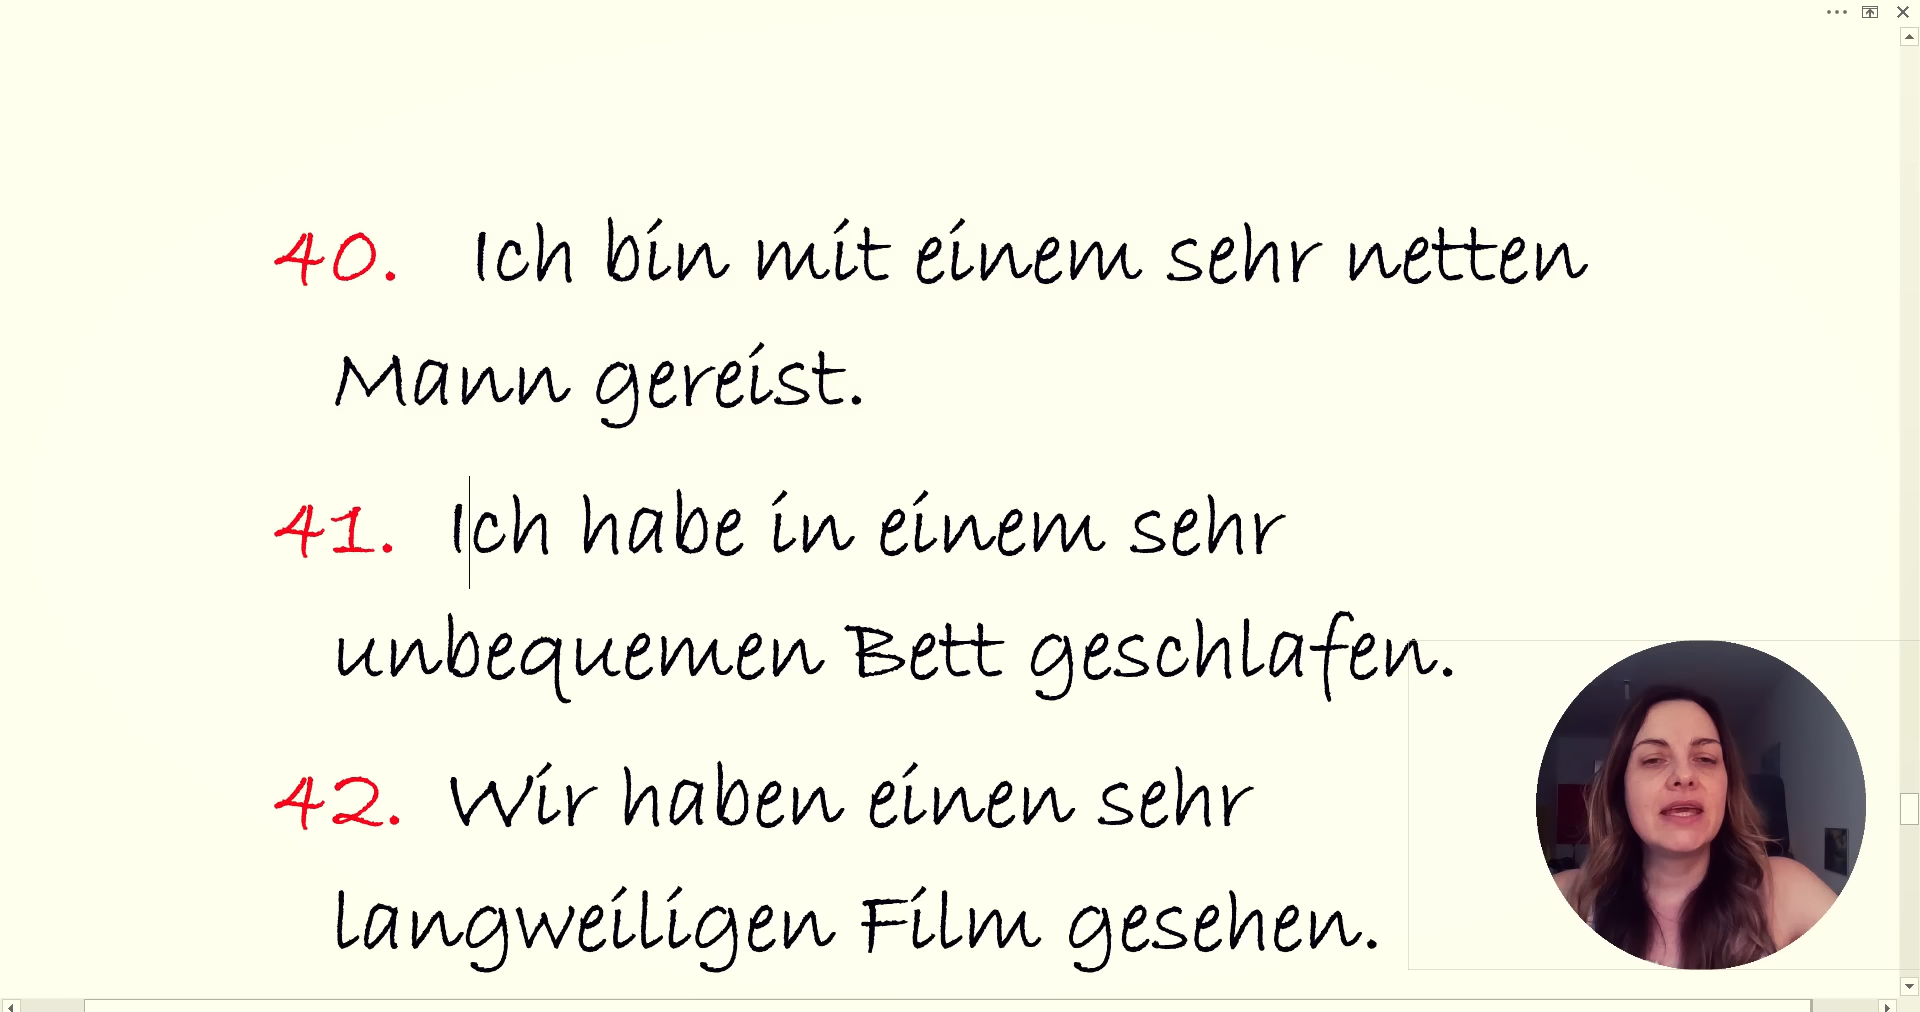 40. Ich bin mit einem sehr netten
Mann gereist.
41. Ich habe in einem sehr
unbequemen Bett geschlafen.
42. Wir haben einen sehr
langweiligen Film gesehen.